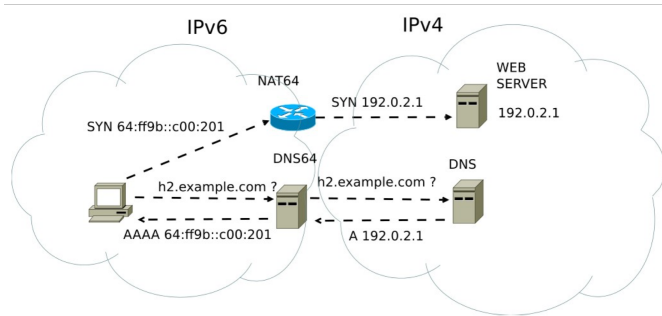 IPv6
IPv4
NAT64
WEB
SERVER
SYN 192.0.2.1
192.0.2.1
SYN 64:ff9b::c00:201
DNS64
DNS
h2.example.com ?
h2.example.com ?
AAAA 64:ff9b::c00:201
A 192.0.2.1